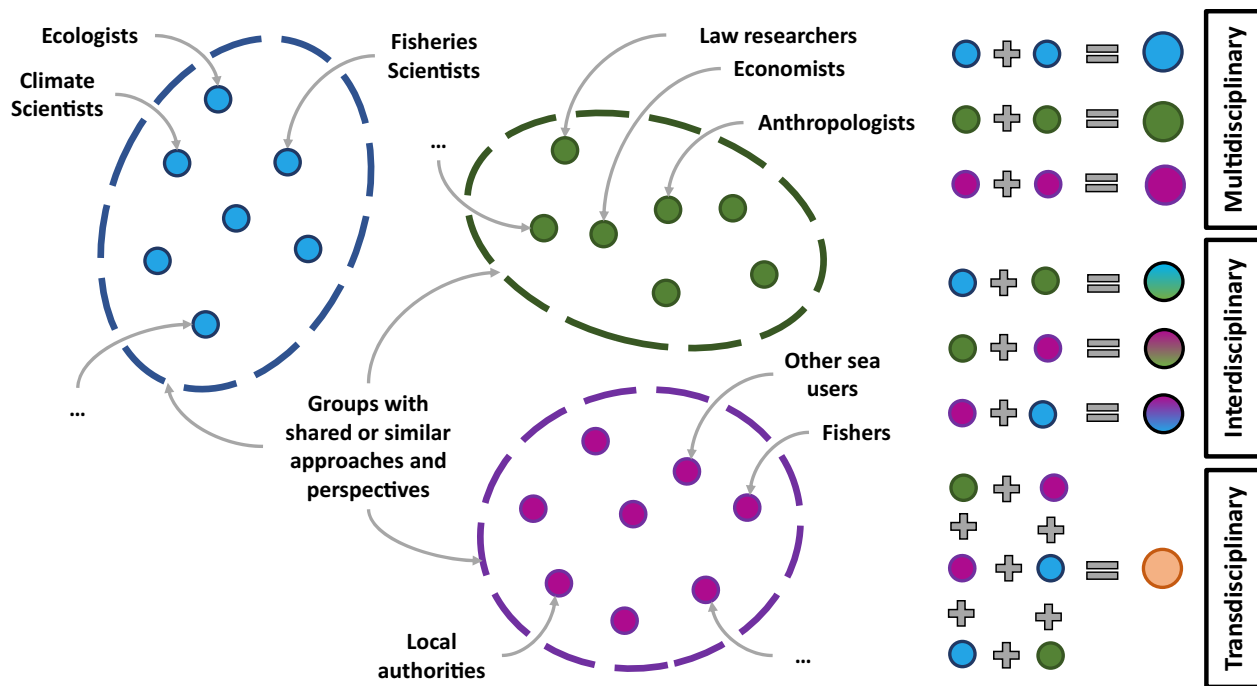 Ecologists
Climate
Scientists
Fisheries
Scientists
...
Groups with
shared or similar
approaches and
perspectives
Law researchers
Economists
Anthropologists
...
Other sea
users
Fishers
Local
authorities
...
Multidisciplinary
Interdisciplinary
Transdisciplinary